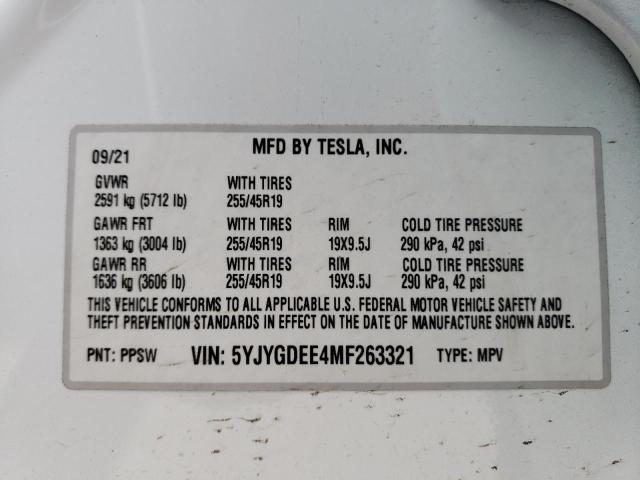 MFD BY TESLA, INC.
09/21
GVWR WITH TIRES
2591 kg (5712 lb) 255/45R19
GAWR FRT WITH TIRES RIM COLD TIRE PRESSURE
1363 kg (3004 lb) 255/45R19 19X9.5J 290 kPa, 42 psi
GAWR RR WITH TIRES RIM COLD TIRE PRESSURE
1636 kg (3606 lb) 255/45R19 19X9.5J 290 kPa, 42 psi
THIS VEHICLE CONFORMS TO ALL APPLICABLE U.S. FEDERAL MOTOR VEHICLE SAFETY AND
THEFT PREVENTION STANDARDS IN EFFECT ON THE DATE OF MANUFACTURE SHOWN ABOVE.
PNT: PPSW VIN: 5YJYGDEE4MF263321 TYPE: MPV